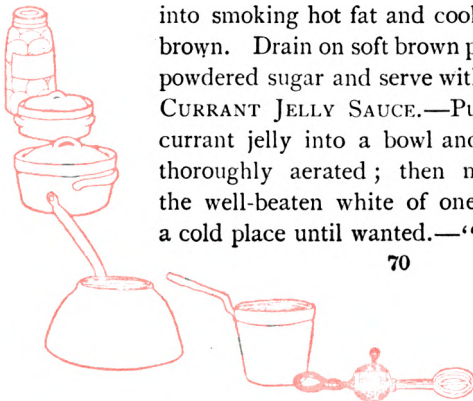 into smoking hot fat and cool
brown. Drain on soft brown p
powdered sugar and serve wit
CURRANT JELLY SAUCE.—Pu
currant jelly into a bowl and
thoroughly aerated; then n
the well-beaten white of one
a cold place until wanted.—“
70